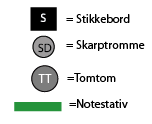 S = Stikkebord
SD = Skarptromme
TT =Tomtom
=Notestativ